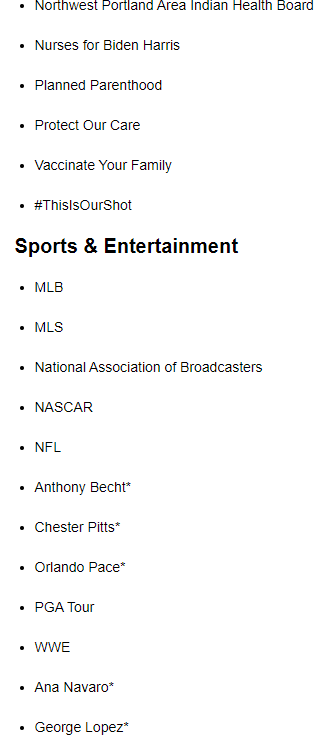 Northwest Portland Area Indian Health Board
Nurses for Biden Harris
Planned Parenthood
Protect Our Care
Vaccinate Your Family
#ThisIsOurShot
Sports & Entertainment
MLB
MLS
National Association of Broadcasters
NASCAR
NFL
Anthony Becht*
Chester Pitts*
Orlando Pace*
PGA Tour
WWE
Ana Navaro*
George Lopez*